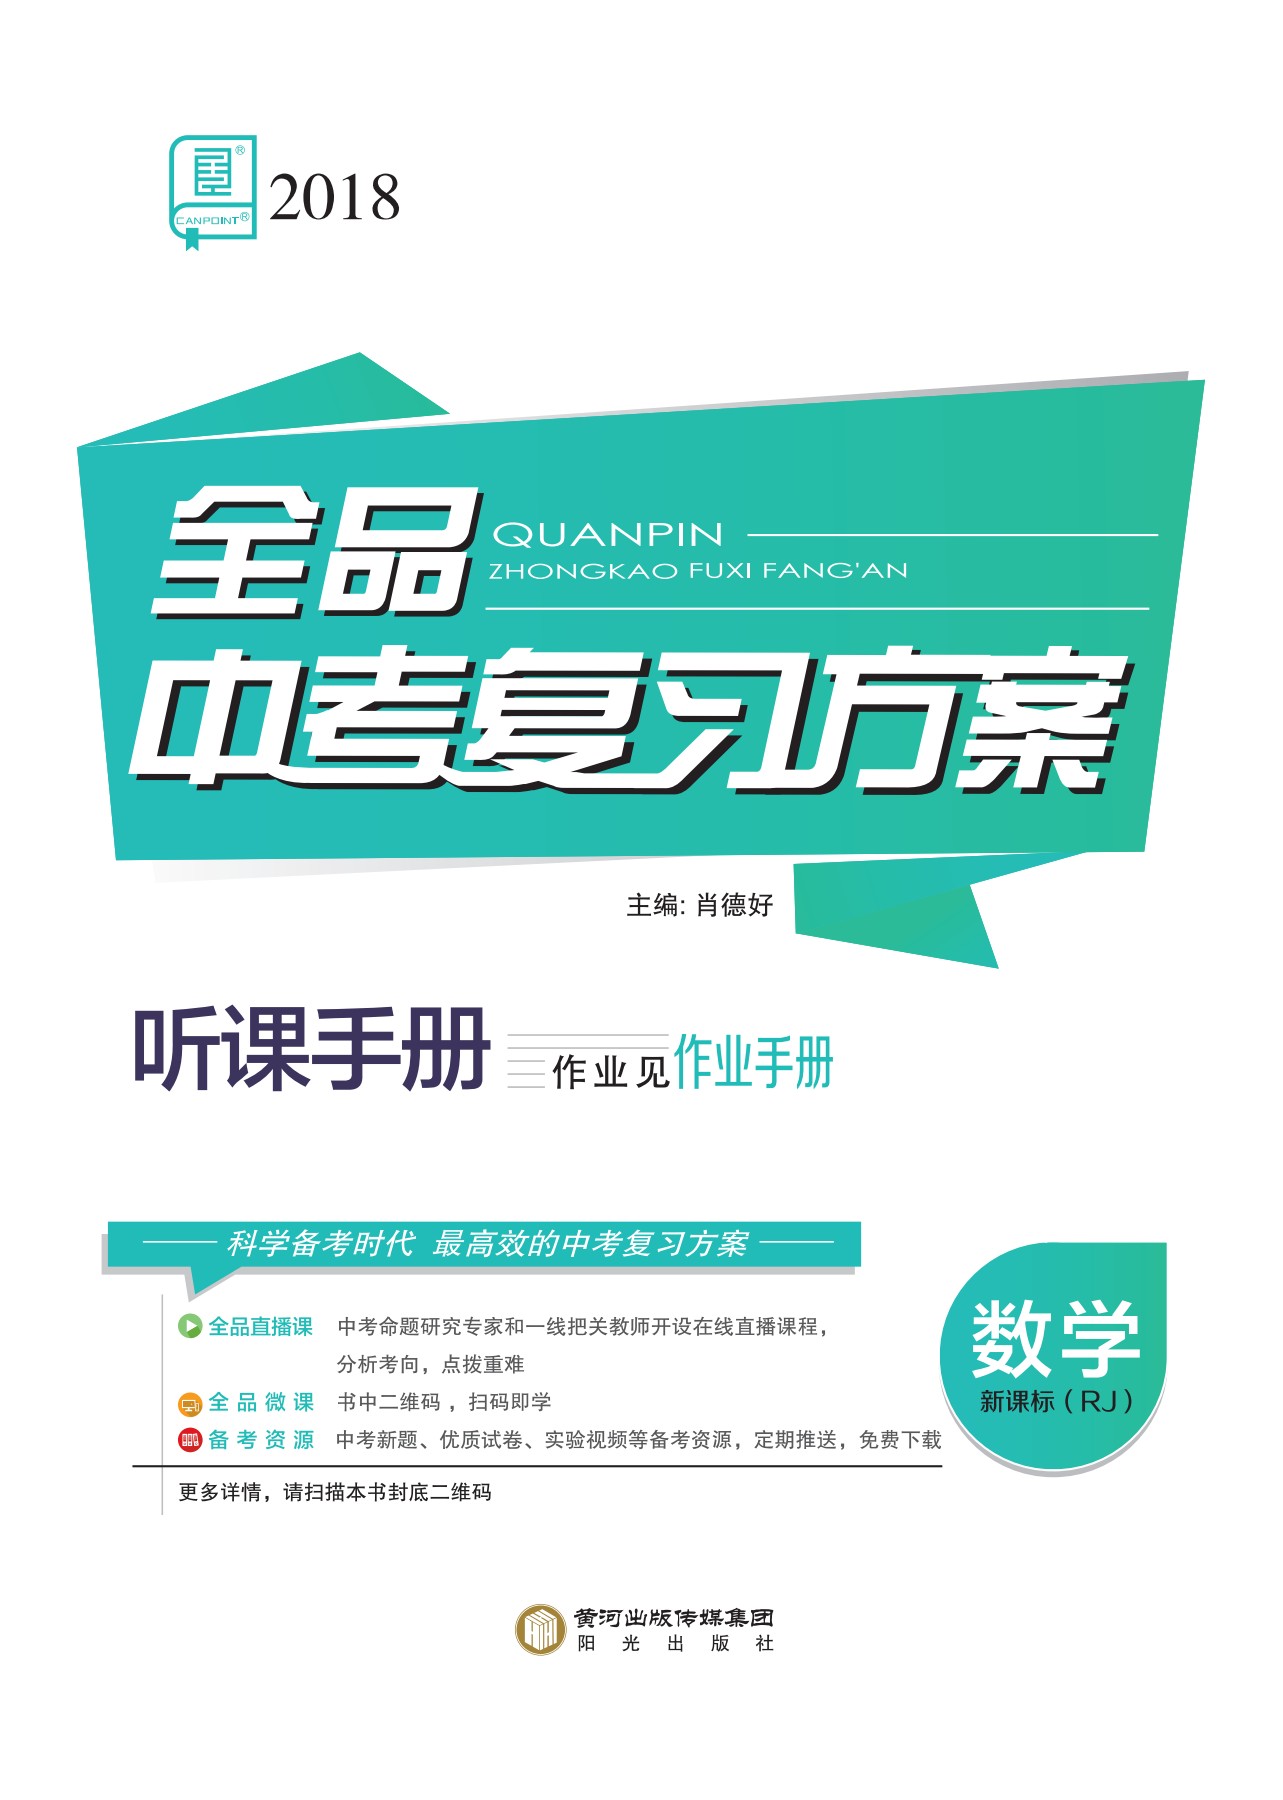 ®
CANPOINT®
2018
全品
QUANPIN
ZHONGKAO FUXI FANG'AN
中考复习方案
主编: 肖德好
听课手册
作业见作业手册
科学备考时代 最高效的中考复习方案
全品直播课 中考命题研究专家和一线把关教师开设在线直播课程，
分析考向，点拨重难
全品微课 书中二维码，扫码即学
备考资源 中考新题、优质试卷、实验视频等备考资源，定期推送，免费下载
更多详情，请扫描本书封底二维码
数学
新课标（RJ）
黄河出版传媒集团
阳光出版社